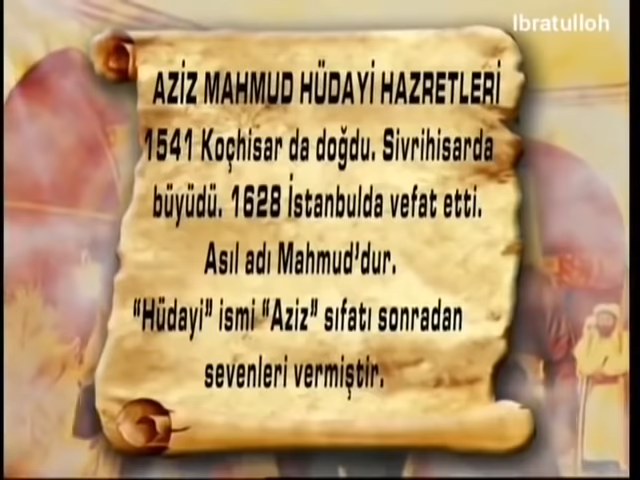 Ibratulloh
AZİZ MAHMUD HÜDAYİ HAZRETLERİ
1541 Koçhisar da doğdu. Sivrihisarda
büyüdü. 1628 İstanbulda vefat etti.
Asıl adı Mahmud'dur.
"Hüdayi" ismi "Aziz" sıfatı sonradan
sevenleri vermiştir.